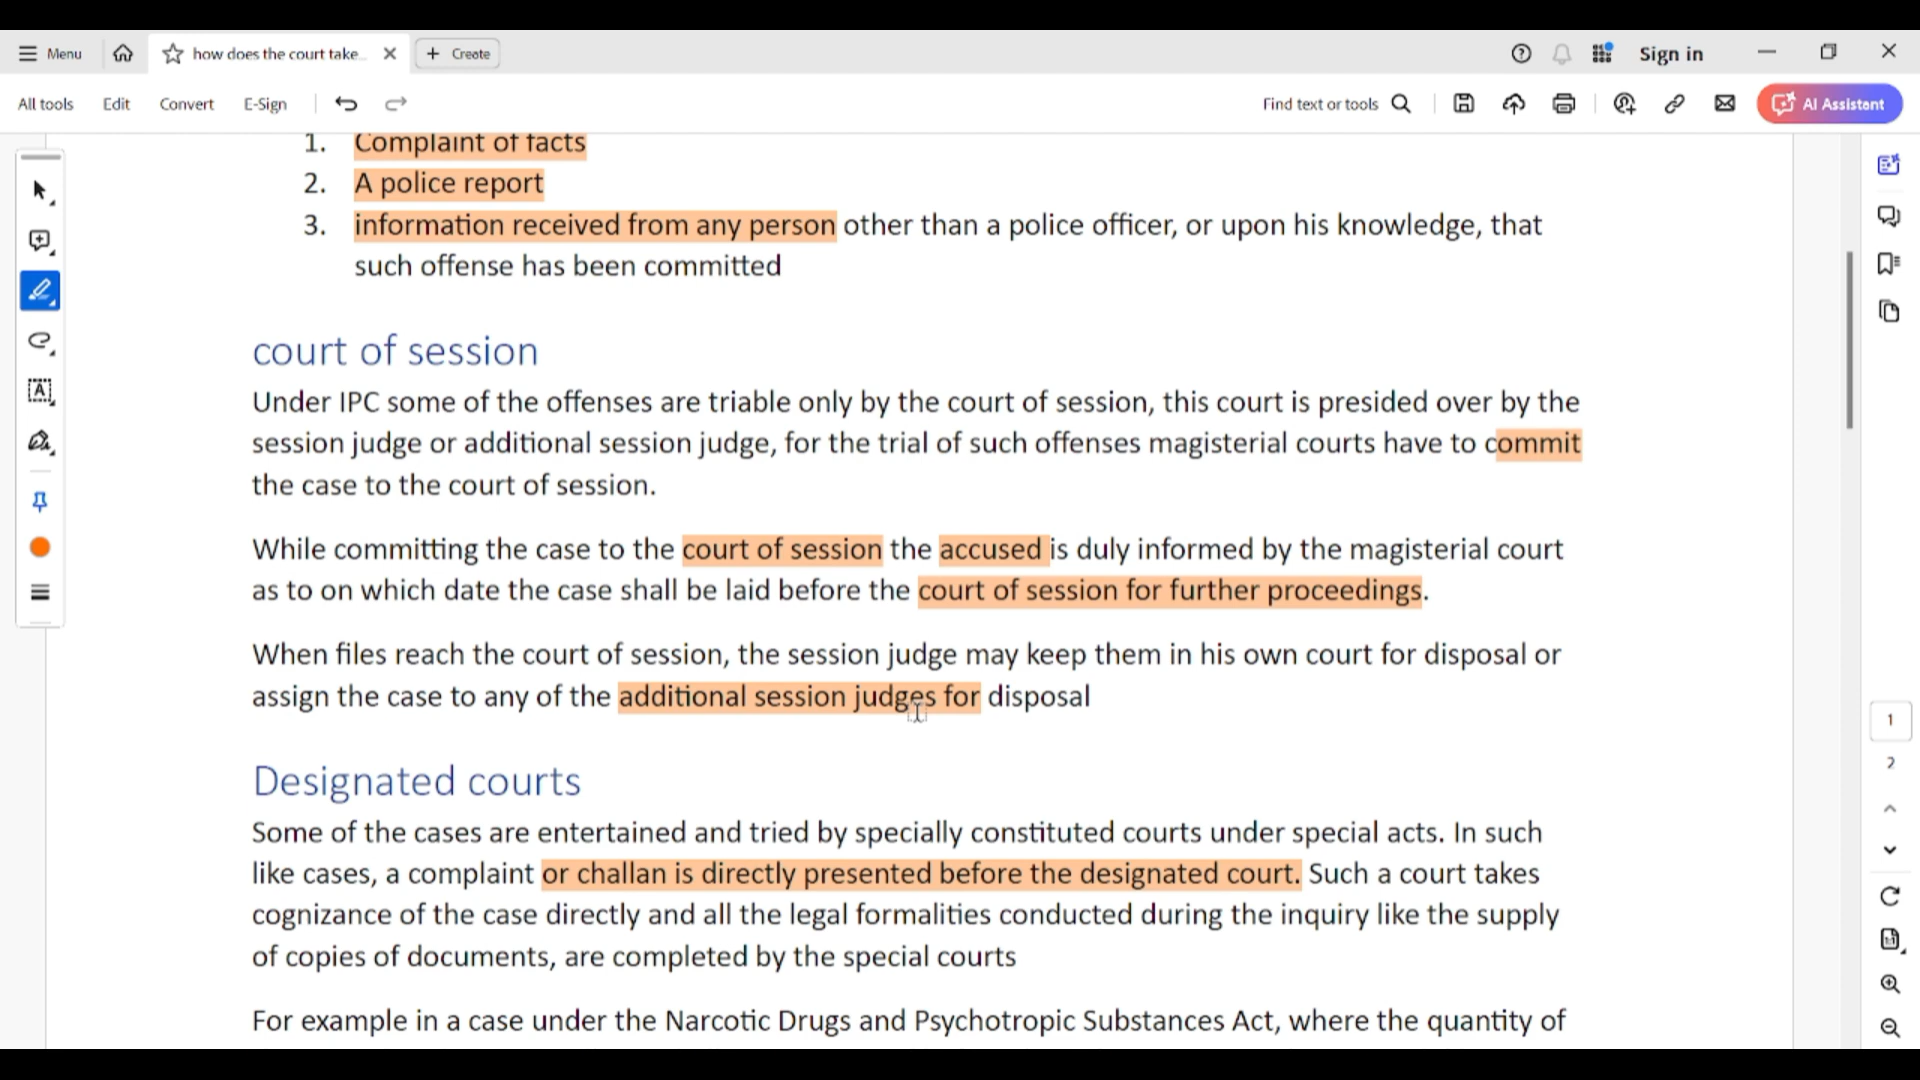 Menu
how does the court take...
Create
Sign in
All tools
Edit
Convert
E-Sign
Find text or tools
AI Assistant
1. Complaint of facts
2. A police report
3. information received from any person other than a police officer, or upon his knowledge, that
such offense has been committed
court of session
Under IPC some of the offenses are triable only by the court of session, this court is presided over by the
session judge or additional session judge, for the trial of such offenses magisterial courts have to commit
the case to the court of session.
While committing the case to the court of session the accused is duly informed by the magisterial court
as to on which date the case shall be laid before the court of session for further proceedings.
When files reach the court of session, the session judge may keep them in his own court for disposal or
assign the case to any of the additional session judges for disposal
Designated courts
Some of the cases are entertained and tried by specially constituted courts under special acts. In such
like cases, a complaint or challan is directly presented before the designated court. Such a court takes
cognizance of the case directly and all the legal formalities conducted during the inquiry like the supply
of copies of documents, are completed by the special courts
For example in a case under the Narcotic Drugs and Psychotropic Substances Act, where the quantity of
1
2